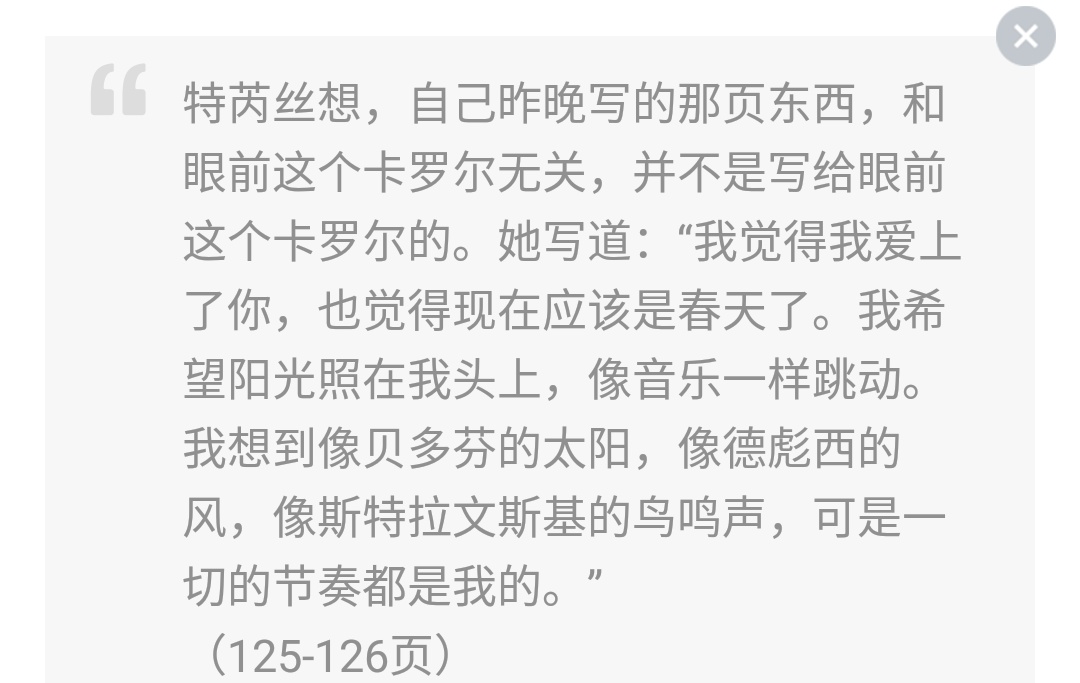 特芮丝想，自己昨晚写的那页东西，和
眼前这个卡罗尔无关，并不是写给眼前
这个卡罗尔的。她写道：“我觉得我爱上
了你，也觉得现在应该是春天了。我希
望阳光照在我头上，像音乐一样跳动。
我想到像贝多芬的太阳，像德彪西的
风，像斯特拉文斯基的鸟鸣声，可是一
切的节奏都是我的。”
（125-126页）